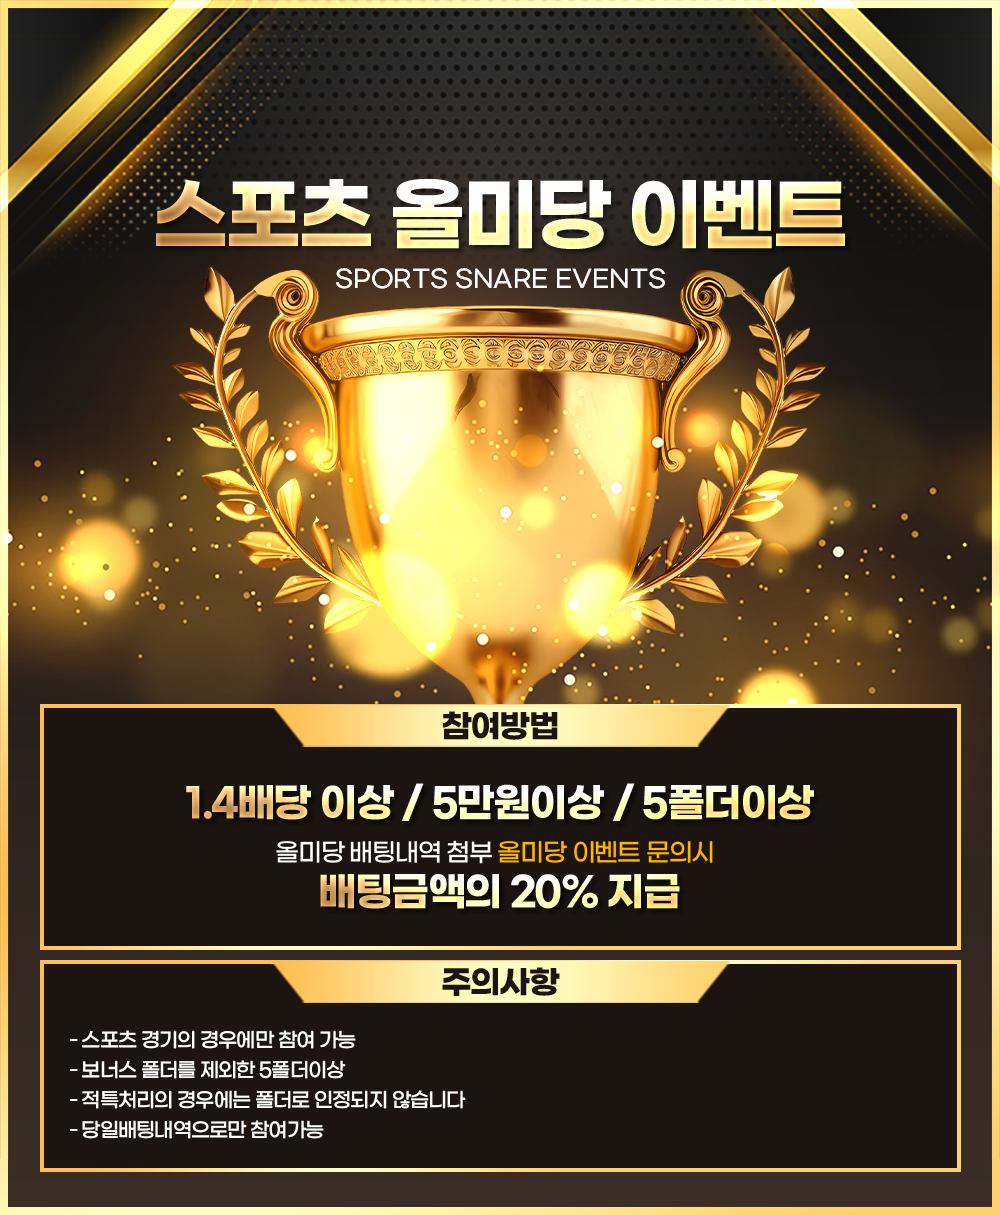 스포츠 올미당 이벤트
SPORTS SNARE EVENTS
참여방법
1.4배당 이상 / 5만원이상 / 5폴더이상
올미당 배팅내역 첨부 올미당 이벤트 문의시
배팅금액의 20% 지급
주의사항
- 스포츠 경기의 경우에만 참여 가능
- 보너스 폴더를 제외한 5폴더이상
- 적특처리의 경우에는 폴더로 인정되지 않습니다
- 당일배팅내역으로만 참여가능